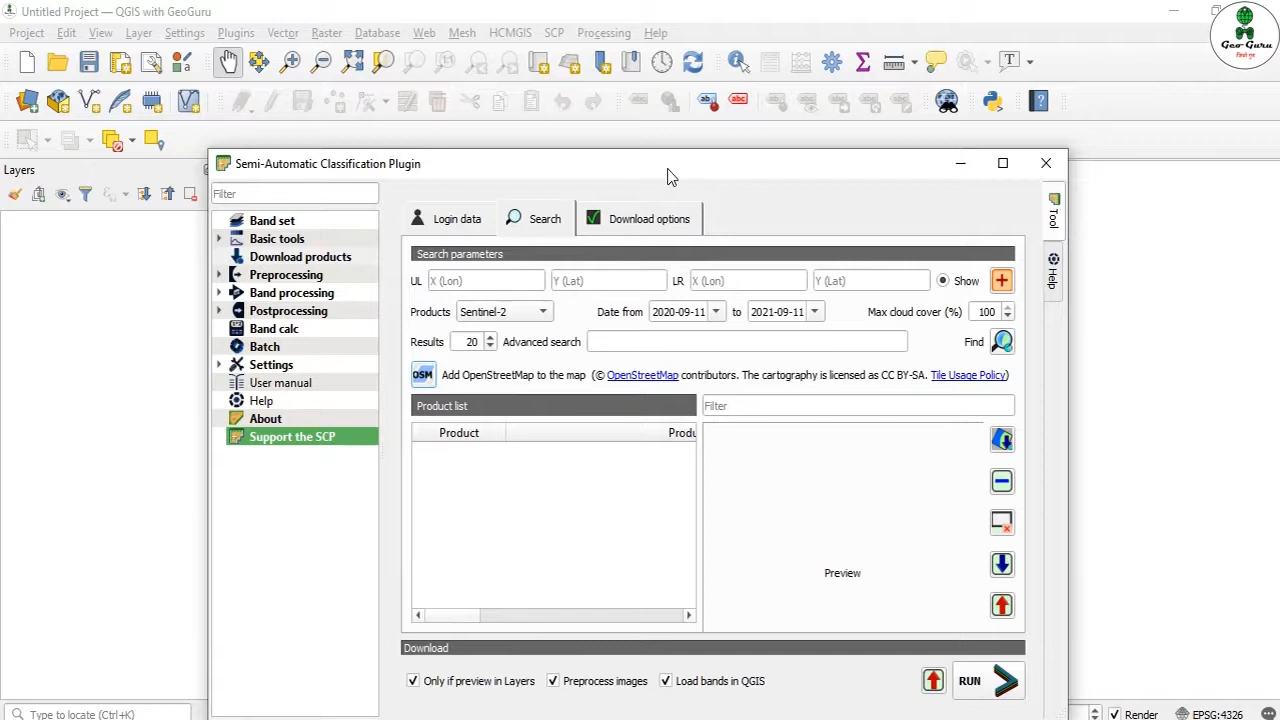 Untitled Project — QGIS with GeoGuru
Project Edit View Layer Settings Plugins Vector Raster Database Web Mesh HCMGIS SCP Processing Help
Geo Guru
Layers
Semi-Automatic Classification Plugin
Filter
Band set
Basic tools
Download products
Preprocessing
Band processing
Postprocessing
Band calc
Batch
Settings
User manual
Help
About
Support the SCP
Login data Search Download options
Search parameters
UL X (Lon) Y (Lat) LR X (Lon) Y (Lat) Show
Products Sentinel-2 Date from 2020-09-11 to 2021-09-11 Max cloud cover (%) 100
Results 20 Advanced search Find
OSM Add OpenStreetMap to the map (© OpenStreetMap contributors. The cartography is licensed as CC BY-SA. Tile Usage Policy)
Product list Filter
Product Produ
Preview
Download
Only if preview in Layers Preprocess images Load bands in QGIS RUN
Tool
Help
Type to locate (Ctrl+K) Render EPSG:4326